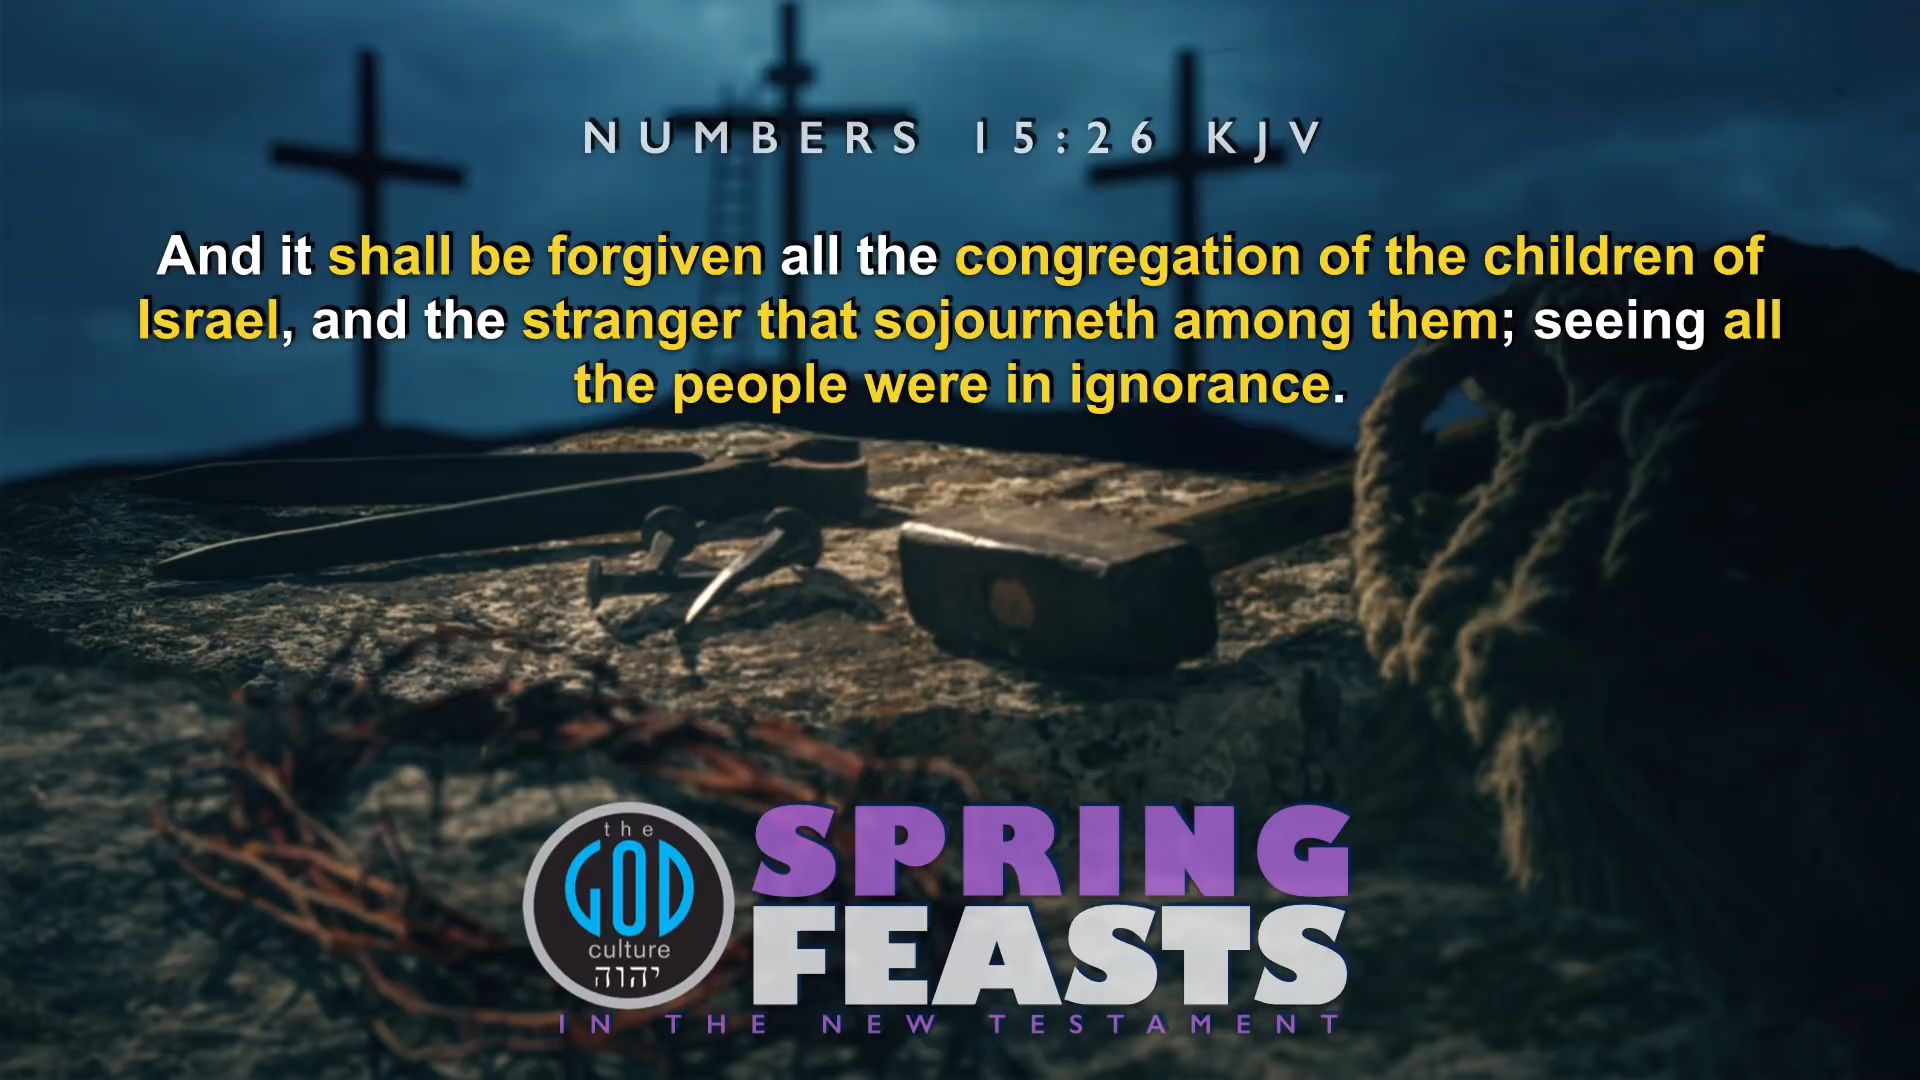 NUMBERS 15:26 KJV
And it shall be forgiven all the congregation of the children of
Israel, and the stranger that sojourneth among them; seeing all
the people were in ignorance.
the
GOD
culture
יהוה
SPRING
FEASTS
IN THE NEW TESTAMENT